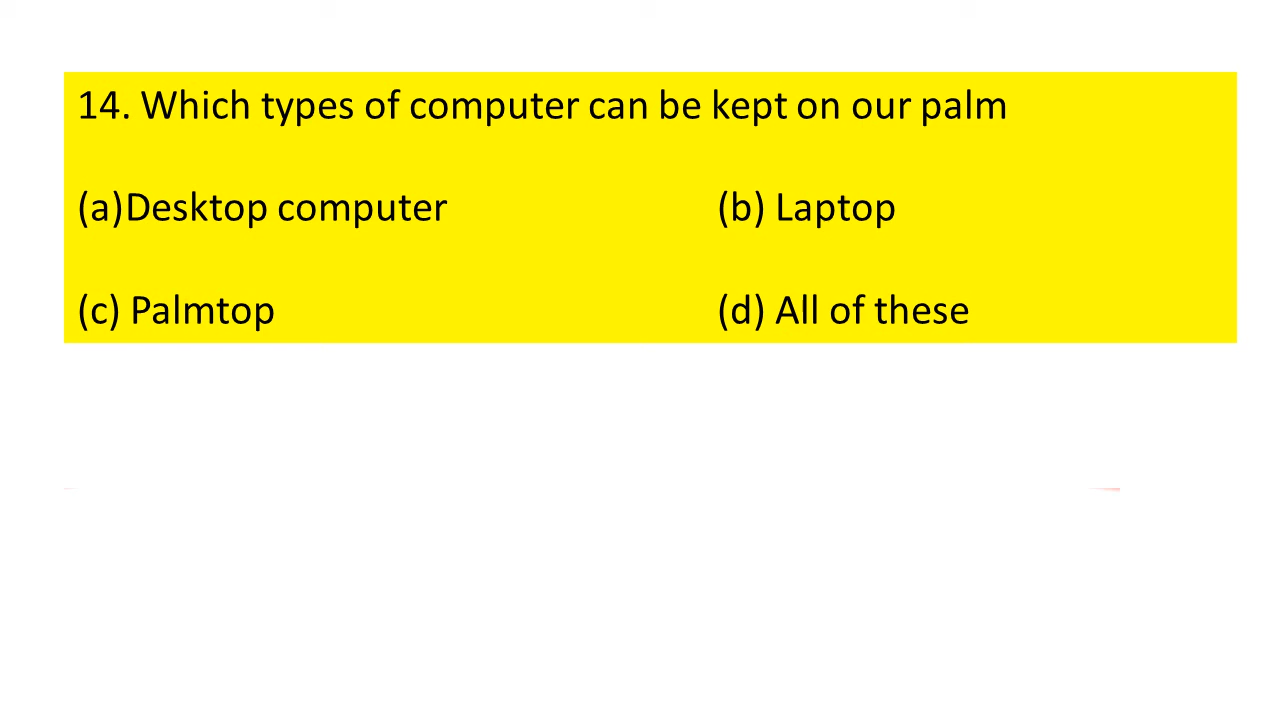 14. Which types of computer can be kept on our palm
(a)Desktop computer (b) Laptop
(c) Palmtop (d) All of these